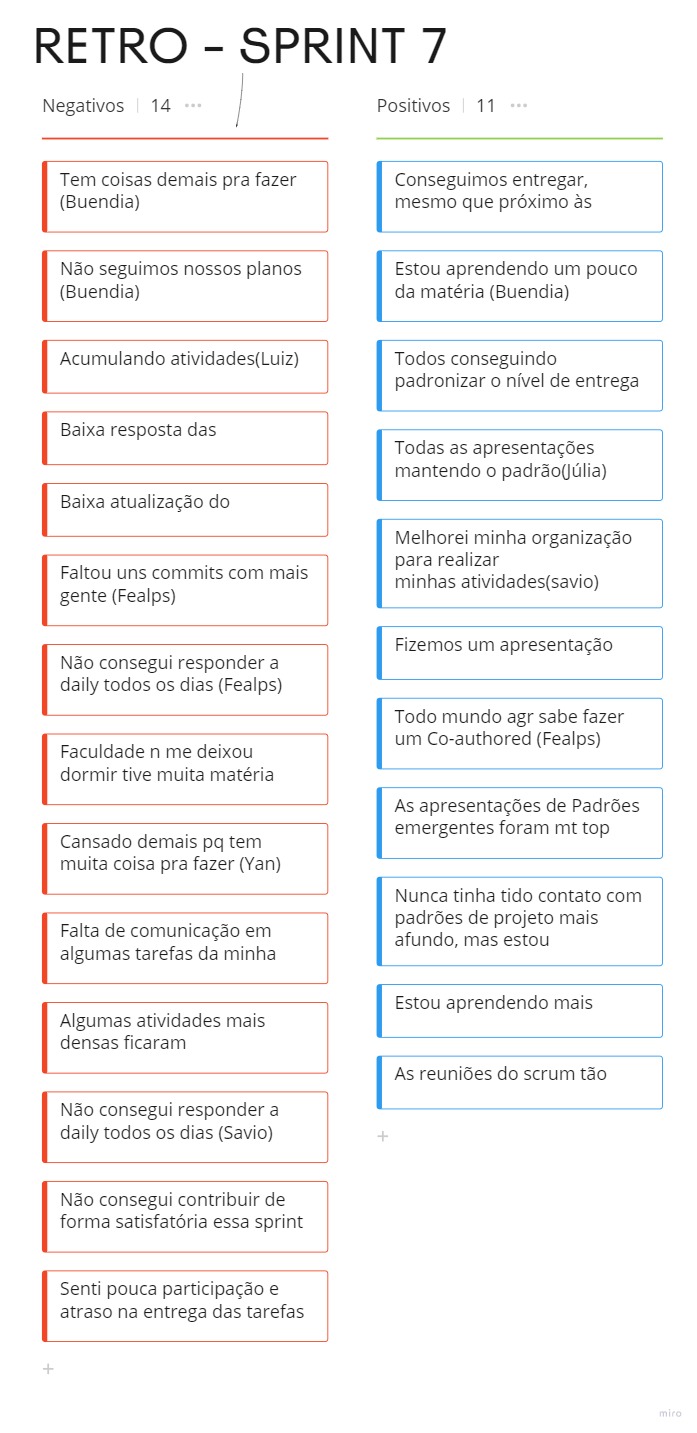 RETRO - SPRINT 7
Negativos 14
Tem coisas demais pra fazer
(Buendia)
Não seguimos nossos planos
(Buendia)
Acumulando atividades(Luiz)
Baixa resposta das
Baixa atualização do
Faltou uns commits com mais
gente (Fealps)
Não consegui responder a
daily todos os dias (Fealps)
Faculdade n me deixou
dormir tive muita matéria
Cansado demais pq tem
muita coisa pra fazer (Yan)
Falta de comunicação em
algumas tarefas da minha
Algumas atividades mais
densas ficaram
Não consegui responder a
daily todos os dias (Savio)
Não consegui contribuir de
forma satisfatória essa sprint
Senti pouca participação e
atraso na entrega das tarefas
Positivos 11
Conseguimos entregar,
mesmo que próximo às
Estou aprendendo um pouco
da matéria (Buendia)
Todos conseguindo
padronizar o nível de entrega
Todas as apresentações
mantendo o padrão(Júlia)
Melhorei minha organização
para realizar
minhas atividades(savio)
Fizemos um apresentação
Todo mundo agr sabe fazer
um Co-authored (Fealps)
As apresentações de Padrões
emergentes foram mt top
Nunca tinha tido contato com
padrões de projeto mais
afundo, mas estou
Estou aprendendo mais
As reuniões do scrum tão
miro